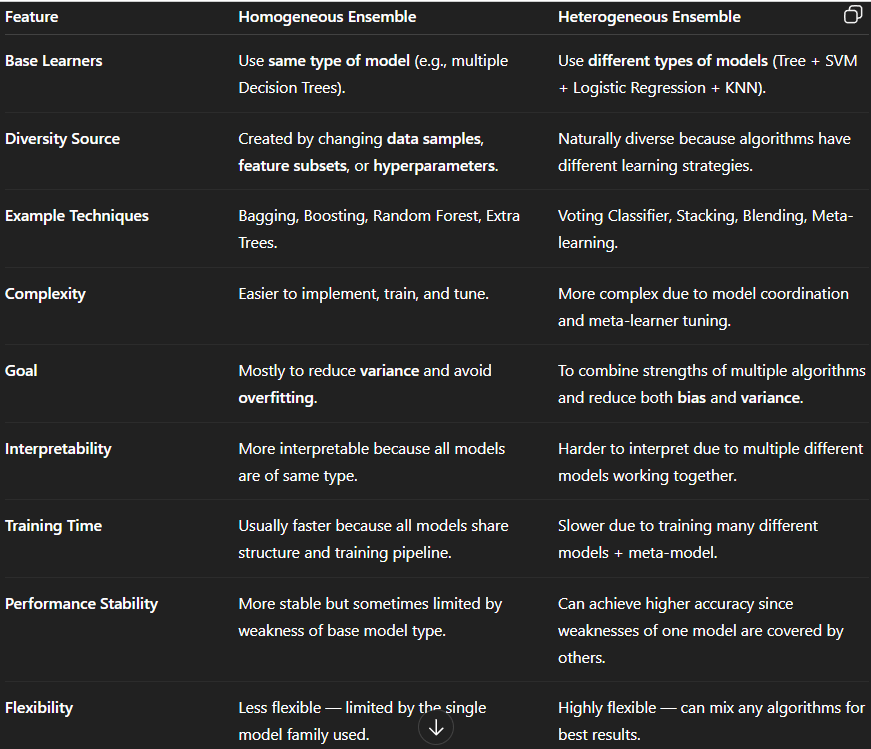 Feature Homogeneous Ensemble Heterogeneous Ensemble
Base Learners Use same type of model (e.g., multiple Use different types of models (Tree + SVM
Decision Trees). + Logistic Regression + KNN).
Diversity Source Created by changing data samples, Naturally diverse because algorithms have
feature subsets, or hyperparameters. different learning strategies.
Example Techniques Bagging, Boosting, Random Forest, Extra Voting Classifier, Stacking, Blending, Meta-
Trees. learning.
Complexity Easier to implement, train, and tune. More complex due to model coordination
and meta-learner tuning.
Goal Mostly to reduce variance and avoid To combine strengths of multiple algorithms
overfitting. and reduce both bias and variance.
Interpretability More interpretable because all models Harder to interpret due to multiple different
are of same type. models working together.
Training Time Usually faster because all models share Slower due to training many different
structure and training pipeline. models + meta-model.
Performance Stability More stable but sometimes limited by Can achieve higher accuracy since
weakness of base model type. weaknesses of one model are covered by
others.
Flexibility Less flexible — limited by the single Highly flexible — can mix any algorithms for
model family used. best results.